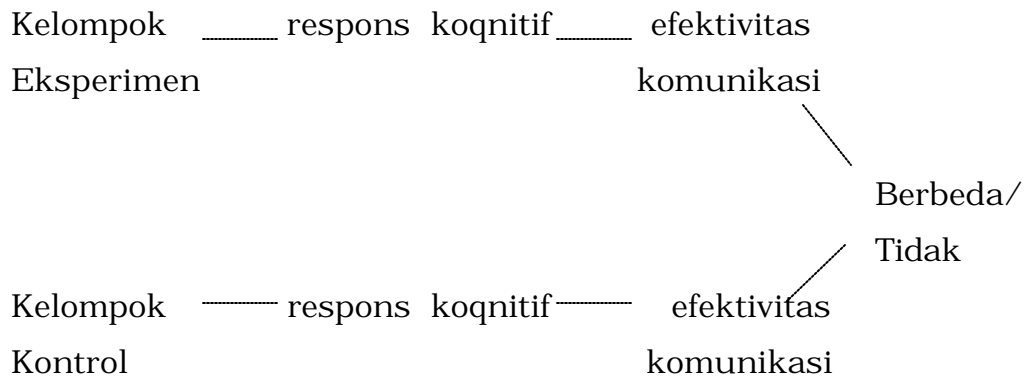 Kelompok respons koqnitif efektivitas
Eksperimen komunikasi
Berbeda/
Tidak
Kelompok respons koqnitif efektivitas
Kontrol komunikasi